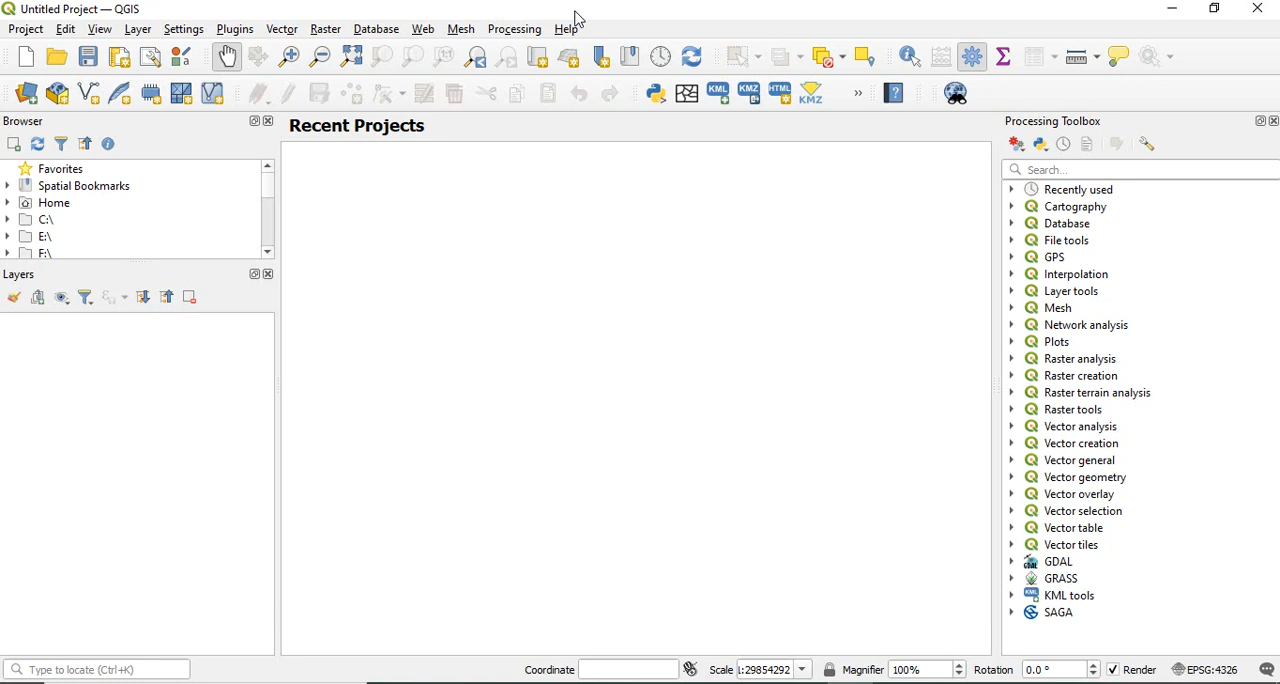 Untitled Project — QGIS
Project Edit View Layer Settings Plugins Vector Raster Database Web Mesh Processing Help
KML KMZ HTML KMZ » ?
Browser
Favorites
Spatial Bookmarks
Home
C:\
E:\
F:\
Layers
Recent Projects
Processing Toolbox
Search...
Recently used
Cartography
Database
File tools
GPS
Interpolation
Layer tools
Mesh
Network analysis
Plots
Raster analysis
Raster creation
Raster terrain analysis
Raster tools
Vector analysis
Vector creation
Vector general
Vector geometry
Vector overlay
Vector selection
Vector table
Vector tiles
GDAL
GRASS
KML tools
SAGA
Type to locate (Ctrl+K) Coordinate Scale 1:29854292 Magnifier 100% Rotation 0.0 ° Render EPSG:4326